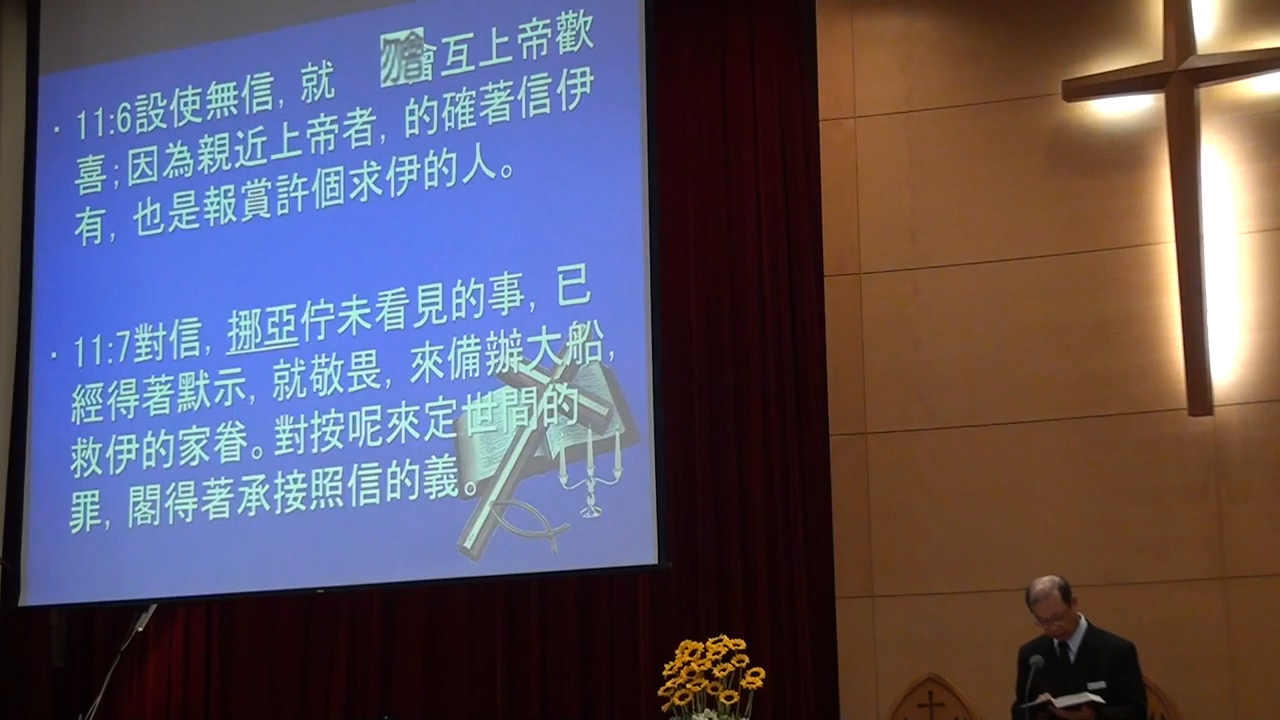 · 11:6設使無信, 就 𣍐會互上帝歡
喜;因為親近上帝者, 的確著信伊
有, 也是報賞許個求伊的人。
· 11:7對信, 挪亞佇未看見的事, 已
經得著默示, 就敬畏, 來備辦大船,
救伊的家眷。對按呢來定世間的
罪, 閣得著承接照信的義。